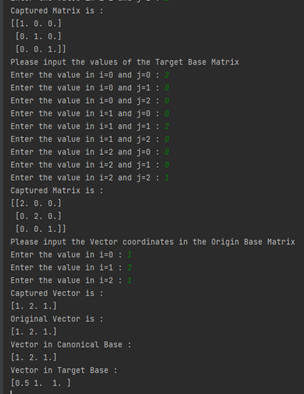 Captured Matrix is :
[[1. 0. 0.]
[0. 1. 0.]
[0. 0. 1.]]
Please input the values of the Target Base Matrix
Enter the value in i=0 and j=0 : 2
Enter the value in i=0 and j=1 : 0
Enter the value in i=0 and j=2 : 0
Enter the value in i=1 and j=0 : 0
Enter the value in i=1 and j=1 : 2
Enter the value in i=1 and j=2 : 0
Enter the value in i=2 and j=0 : 0
Enter the value in i=2 and j=1 : 0
Enter the value in i=2 and j=2 : 1
Captured Matrix is :
[[2. 0. 0.]
[0. 2. 0.]
[0. 0. 1.]]
Please input the Vector coordinates in the Origin Base Matrix
Enter the value in i=0 : 1
Enter the value in i=1 : 2
Enter the value in i=2 : 1
Captured Vector is :
[1. 2. 1.]
Original Vector is :
[1. 2. 1.]
Vector in Canonical Base :
[1. 2. 1.]
Vector in Target Base :
[0.5 1. 1. ]